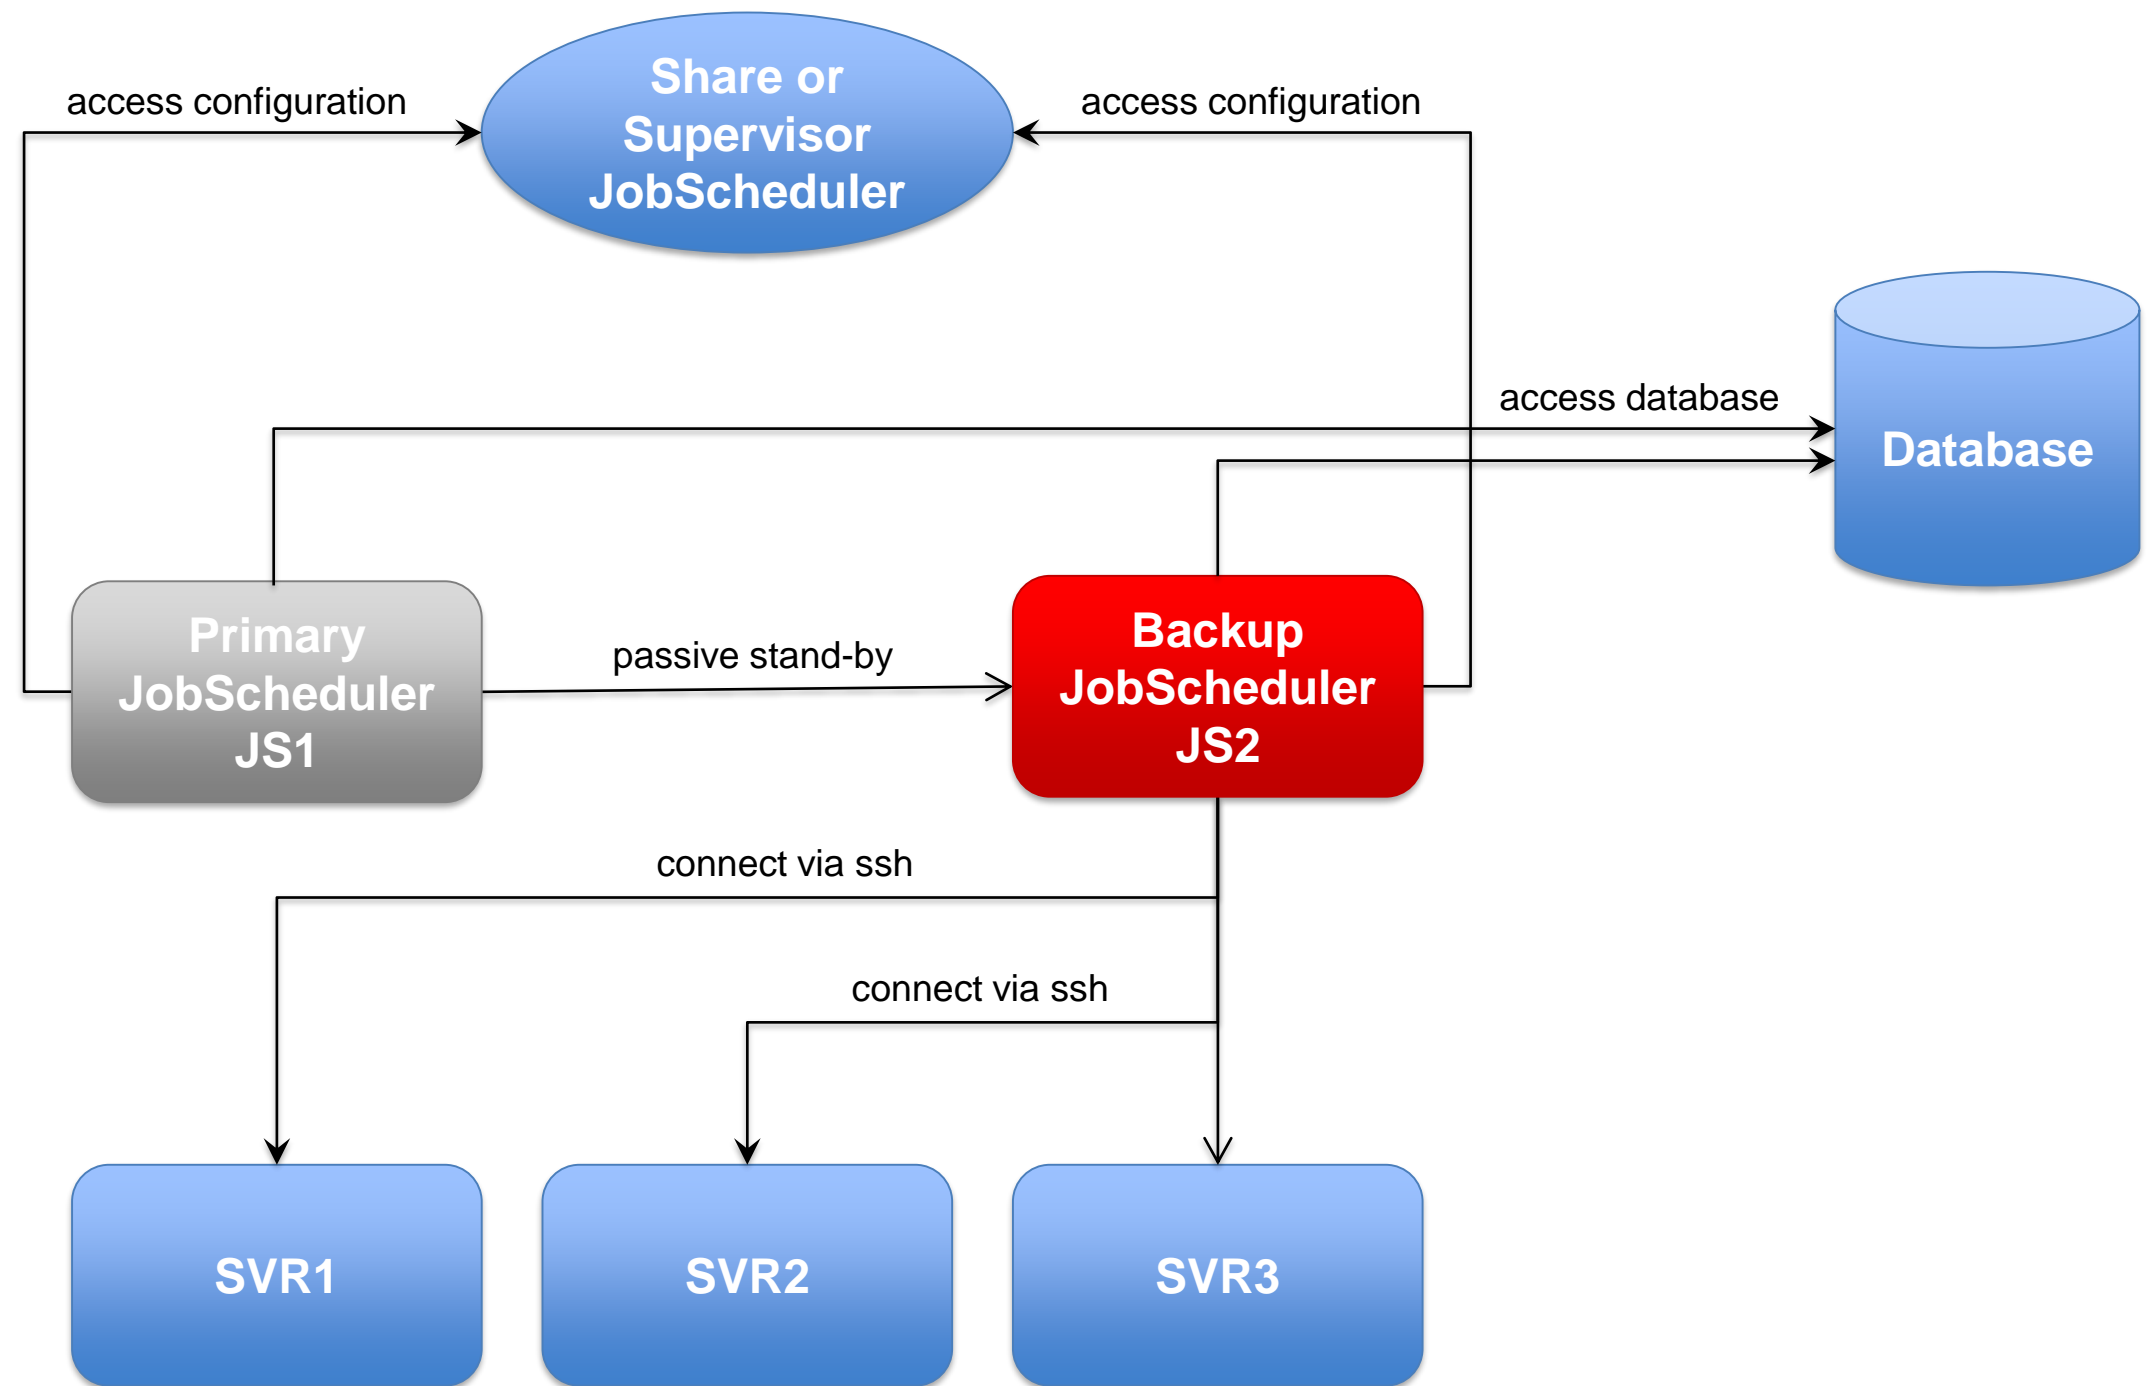 Share or
Supervisor
JobScheduler
access configuration
access configuration
access database
Database
Primary
JobScheduler
JS1
passive stand-by
Backup
JobScheduler
JS2
connect via ssh
connect via ssh
SVR1
SVR2
SVR3